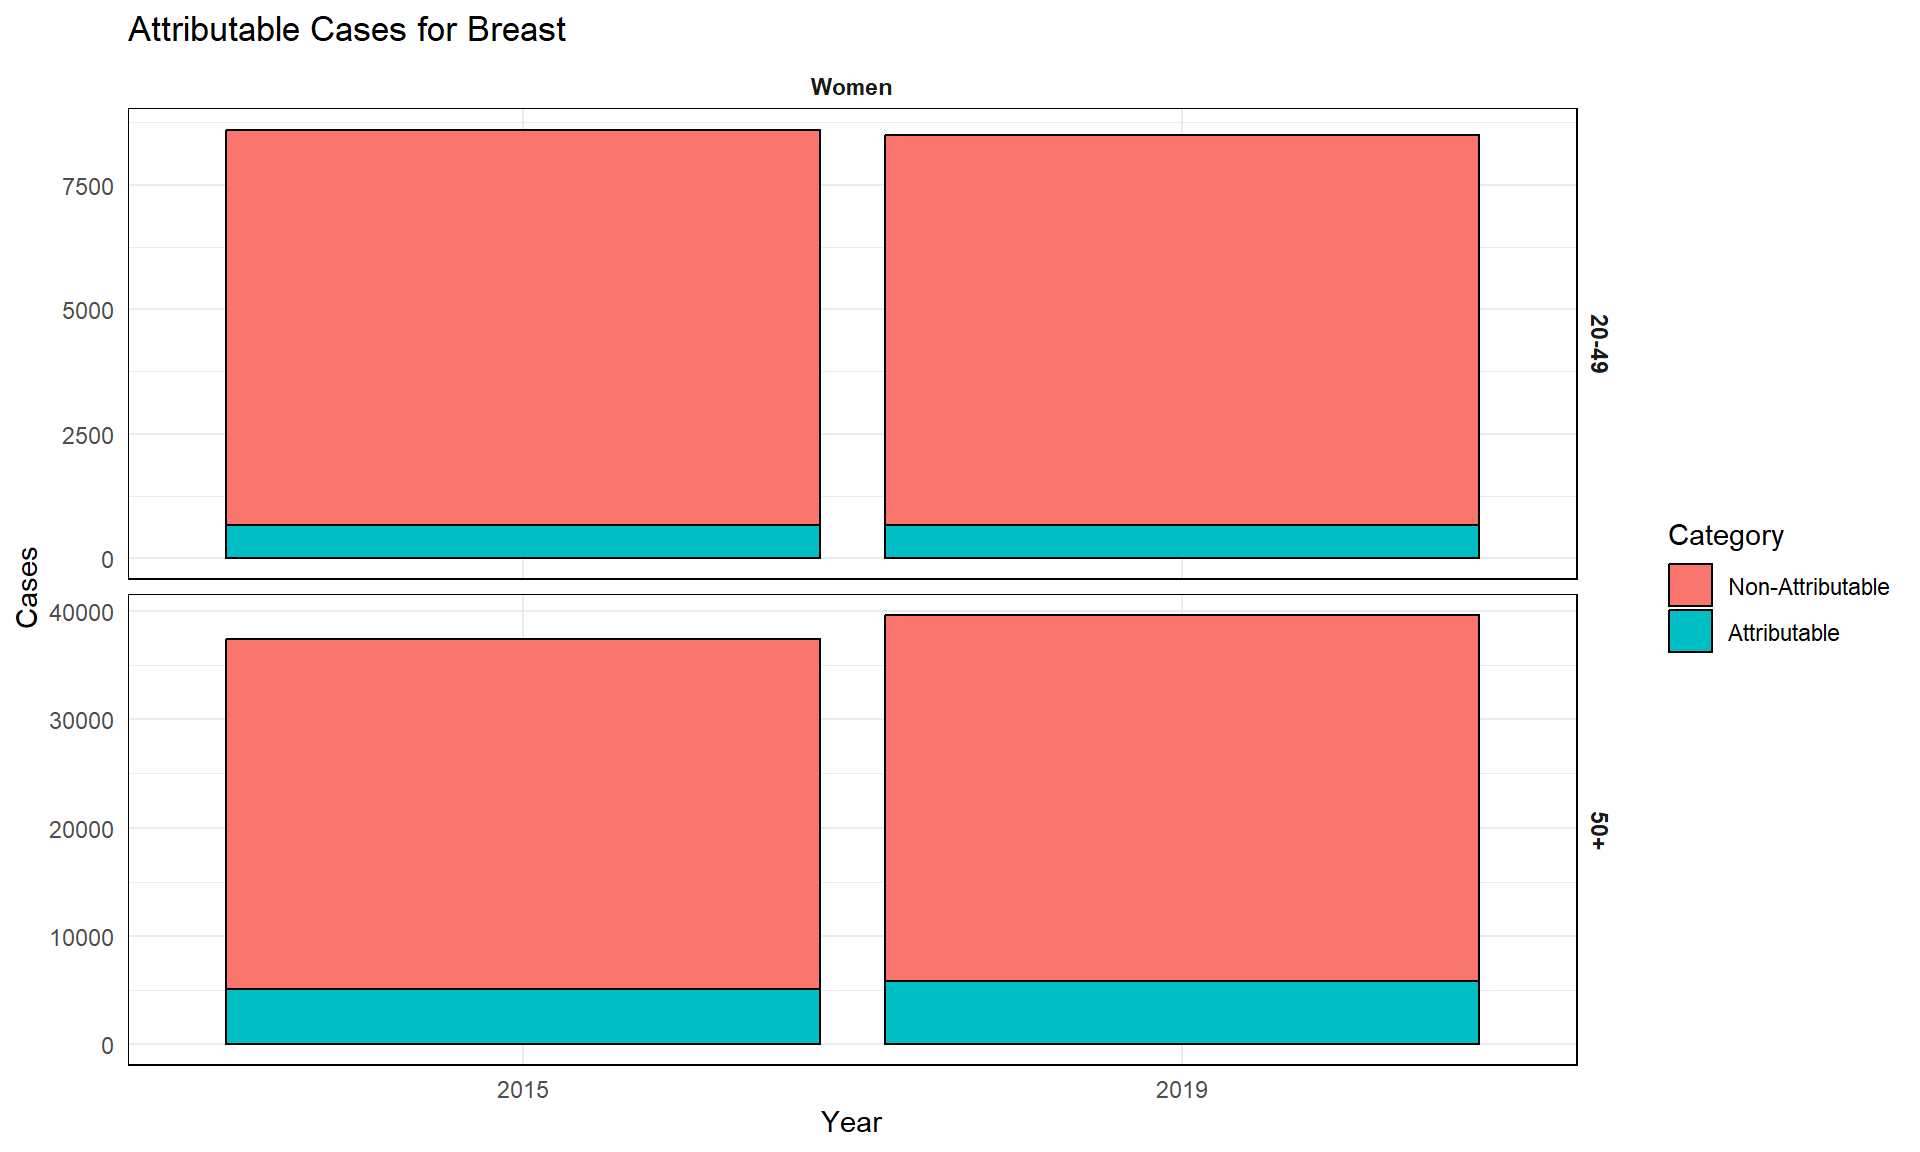 Attributable Cases for Breast
Women
7500
5000
2500
0
20-49
Cases
40000
30000
20000
10000
0
50+
2015
2019
Year
Category
Non-Attributable
Attributable